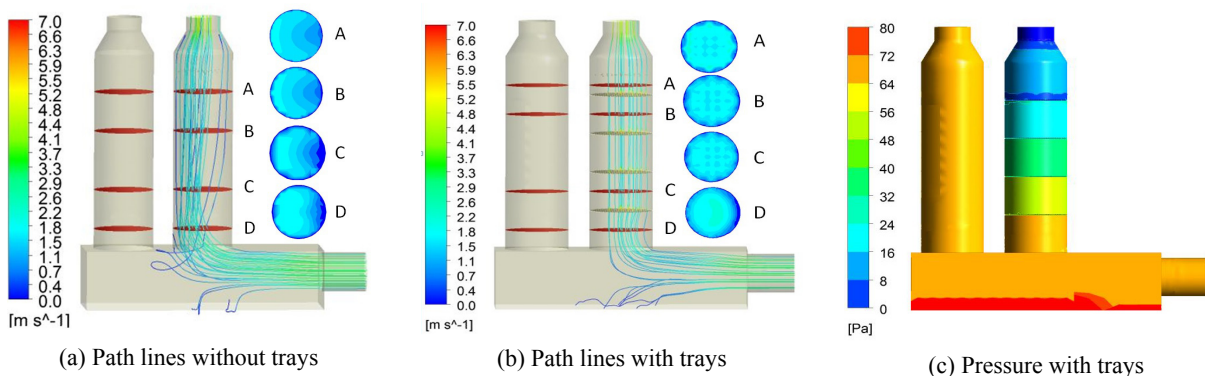 7.0
6.6
6.3
5.9
5.5
5.2
4.8
4.4
4.1
3.7
3.3
2.9
2.6
2.2
1.8
1.5
1.1
0.7
0.4
0.0
[m s^-1]
A
B
C
D
A
B
C
D
(a) Path lines without trays
7.0
6.6
6.3
5.9
5.5
5.2
4.8
4.4
4.1
3.7
3.3
2.9
2.6
2.2
1.8
1.5
1.1
0.7
0.4
0.0
[m s^-1]
A
B
C
D
A
B
C
D
(b) Path lines with trays
80
72
64
56
48
40
32
24
16
8
0
[Pa]
(c) Pressure with trays